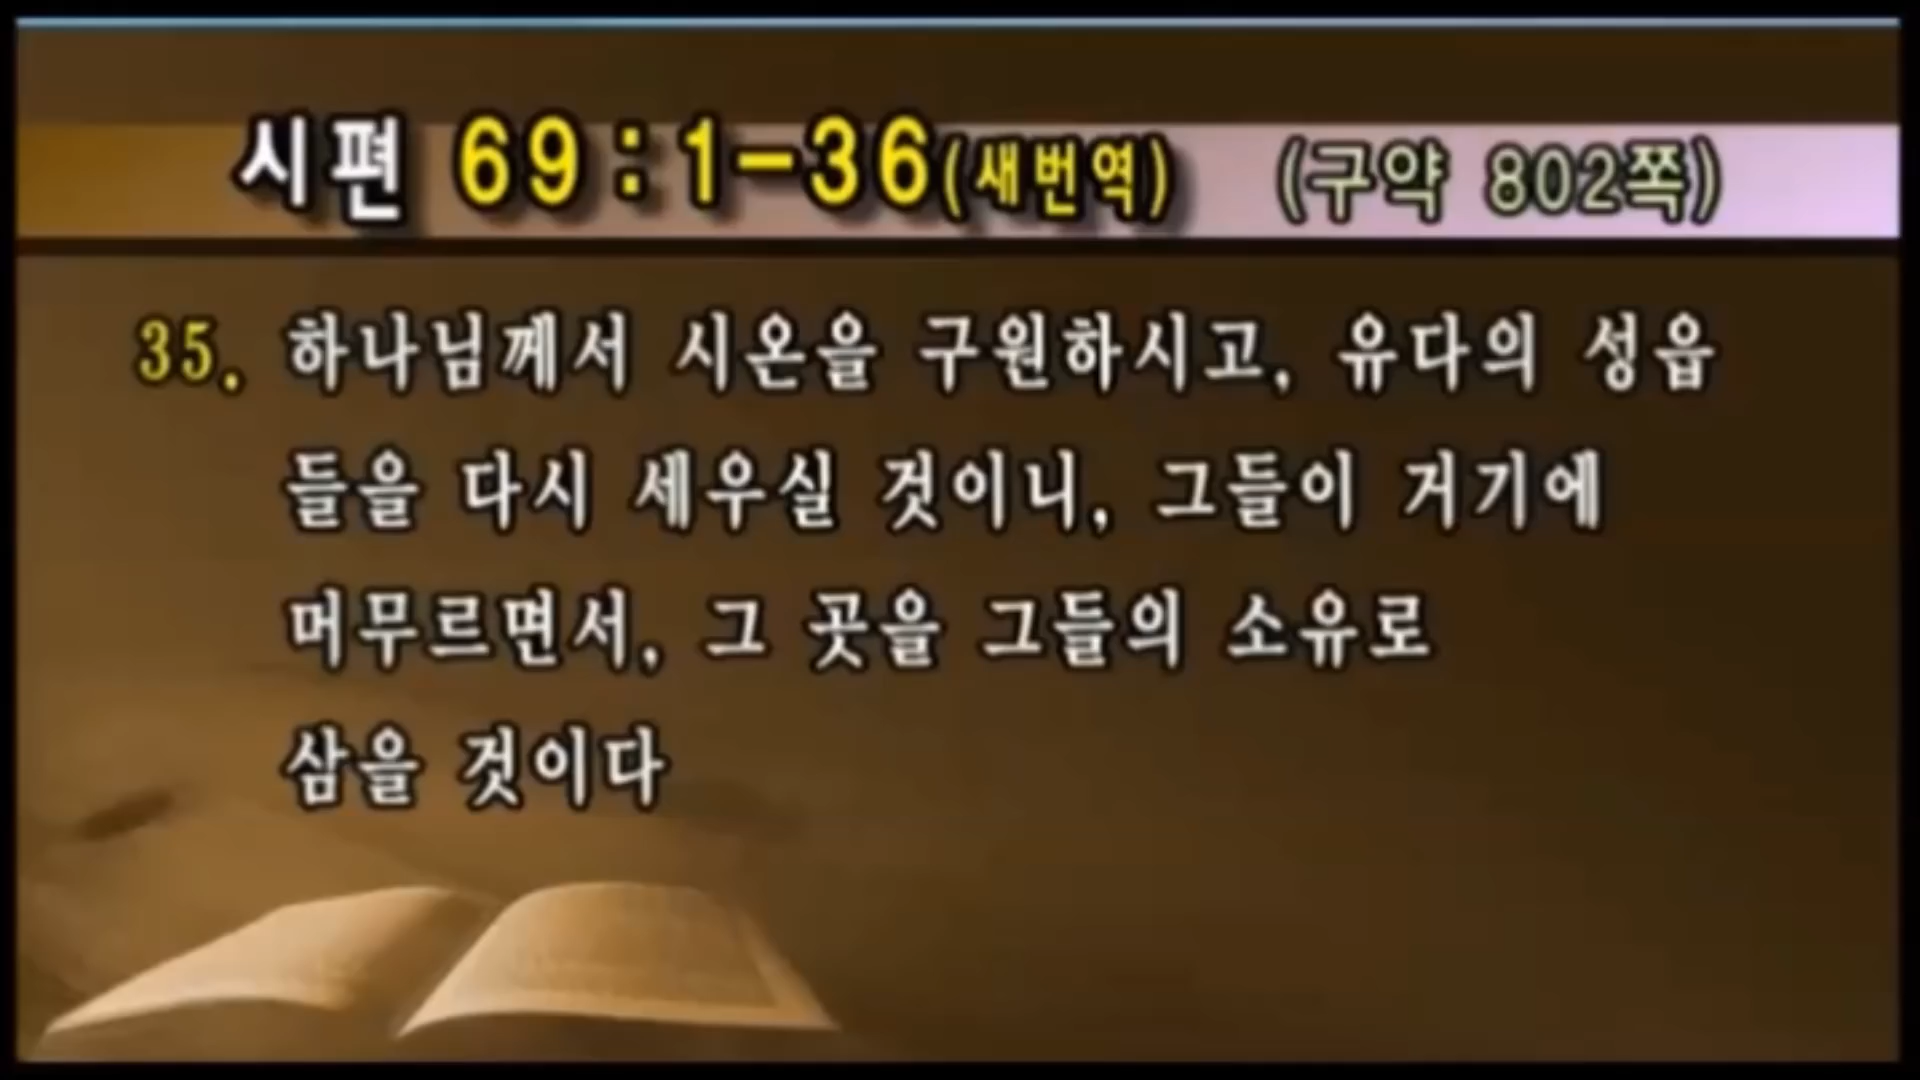 시편 69:1-36(새번역) (구약 802쪽)
35. 하나님께서 시온을 구원하시고, 유다의 성읍
들을 다시 세우실 것이니, 그들이 거기에
머무르면서, 그 곳을 그들의 소유로
삼을 것이다